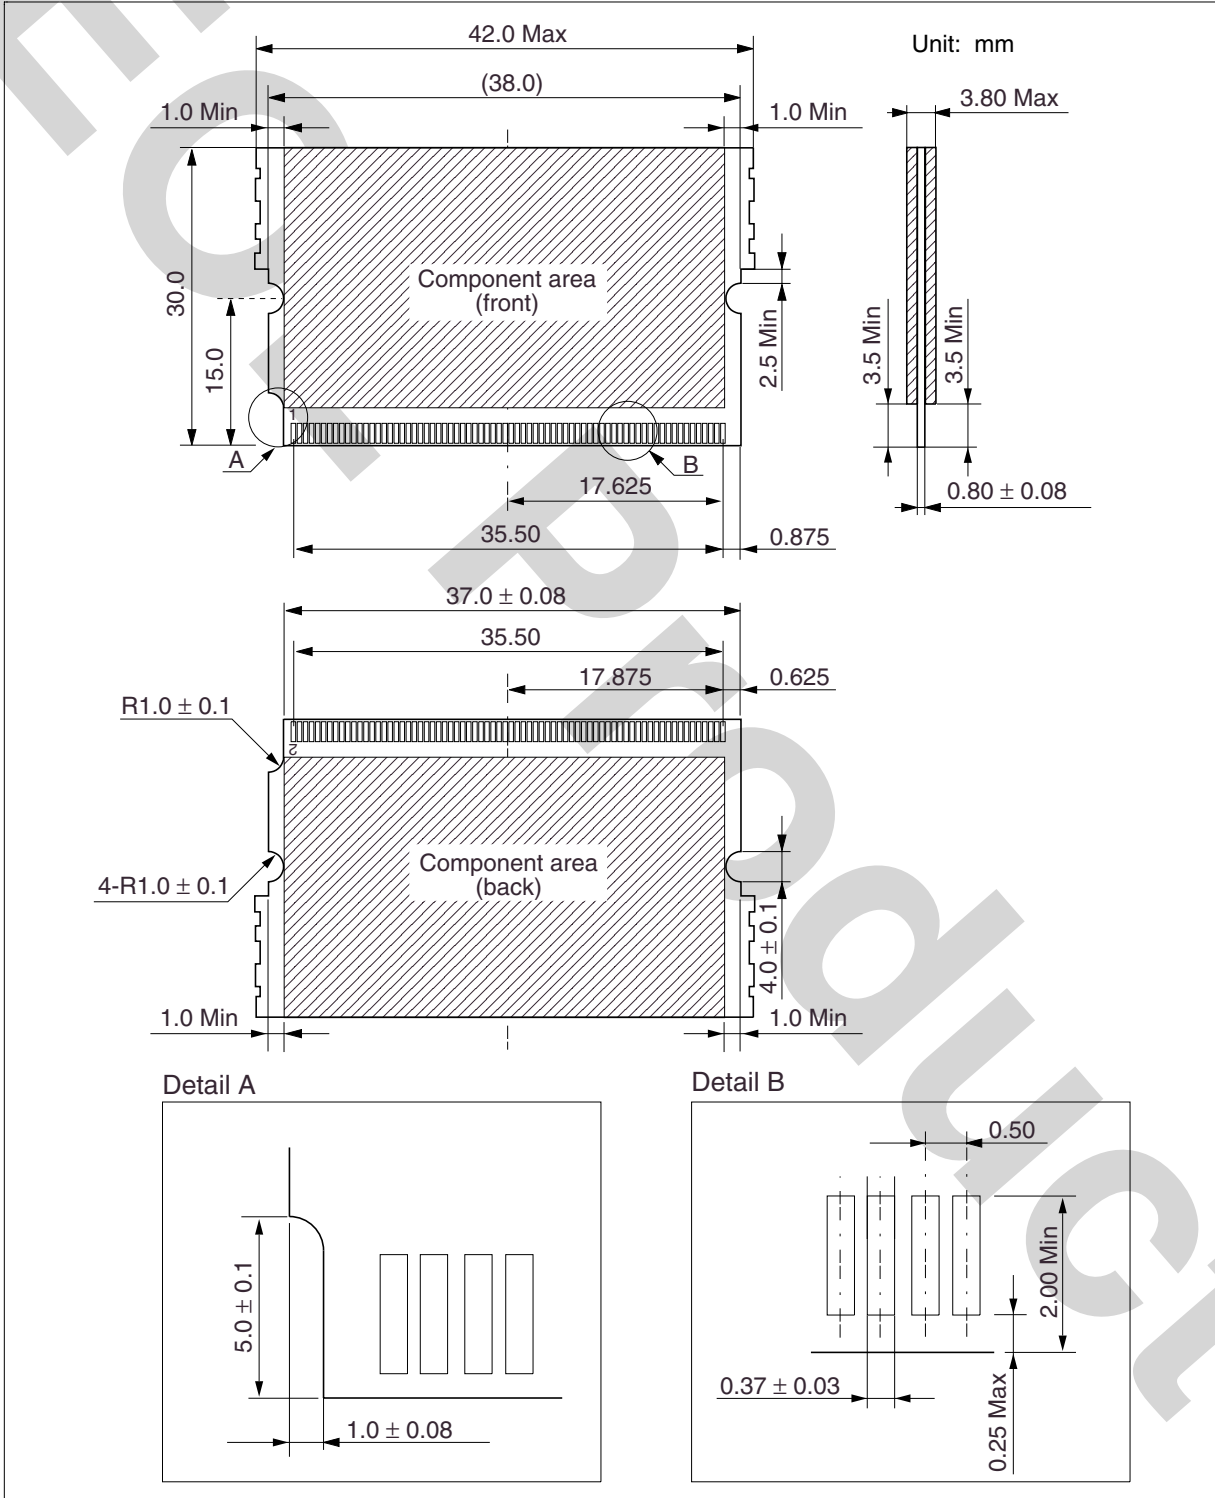 42.0 Max
Unit: mm
(38.0)
3.80 Max
1.0 Min
1.0 Min
Component area
(front)
30.0
15.0
2.5 Min
3.5 Min
3.5 Min
1
A
B
17.625
0.80 ± 0.08
35.50
0.875
37.0 ± 0.08
35.50
17.875
0.625
R1.0 ± 0.1
2
Component area
(back)
4-R1.0 ± 0.1
4.0 ± 0.1
1.0 Min
1.0 Min
Detail A
Detail B
0.50
5.0 ± 0.1
2.00 Min
0.37 ± 0.03
0.25 Max
1.0 ± 0.08
Product